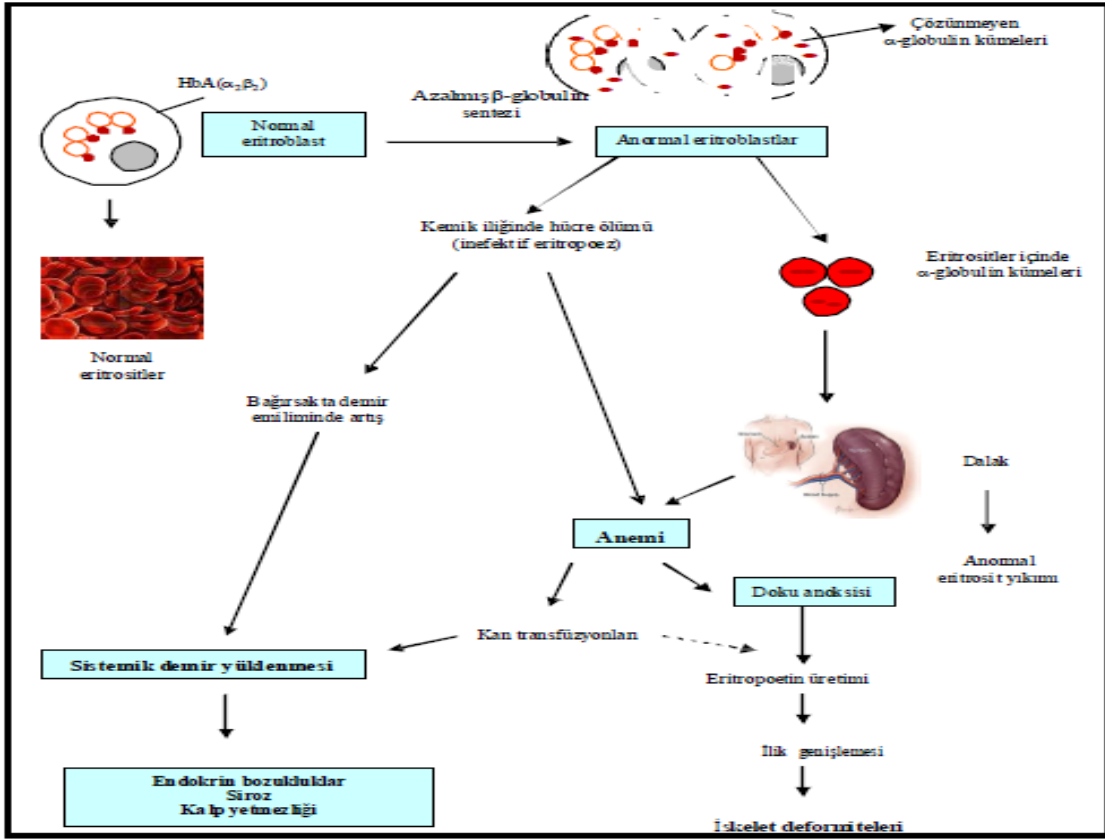 Çözünmeyen
α-globulin kümeleri
HbA(α₂β₂)
Azalmış β-globulin
sentezi
Normal
eritroblast
Anormal eritroblastlar
Kemik iliğinde hücre ölümü
(inefektif eritropoez)
Eritrositler içinde
α-globulin kümeleri
Normal
eritrositler
Bağırsakta demir
emiliminde artış
Dalak
Anemi
Anormal
eritrosit yıkımı
Doku anoksisi
Kan transfüzyonları
Sistemik demir yüklenmesi
Eritropoetin üretimi
İlik genişlemesi
Endokrin bozukluklar
Siroz
Kalp yetmezliği
İskelet deformiteleri